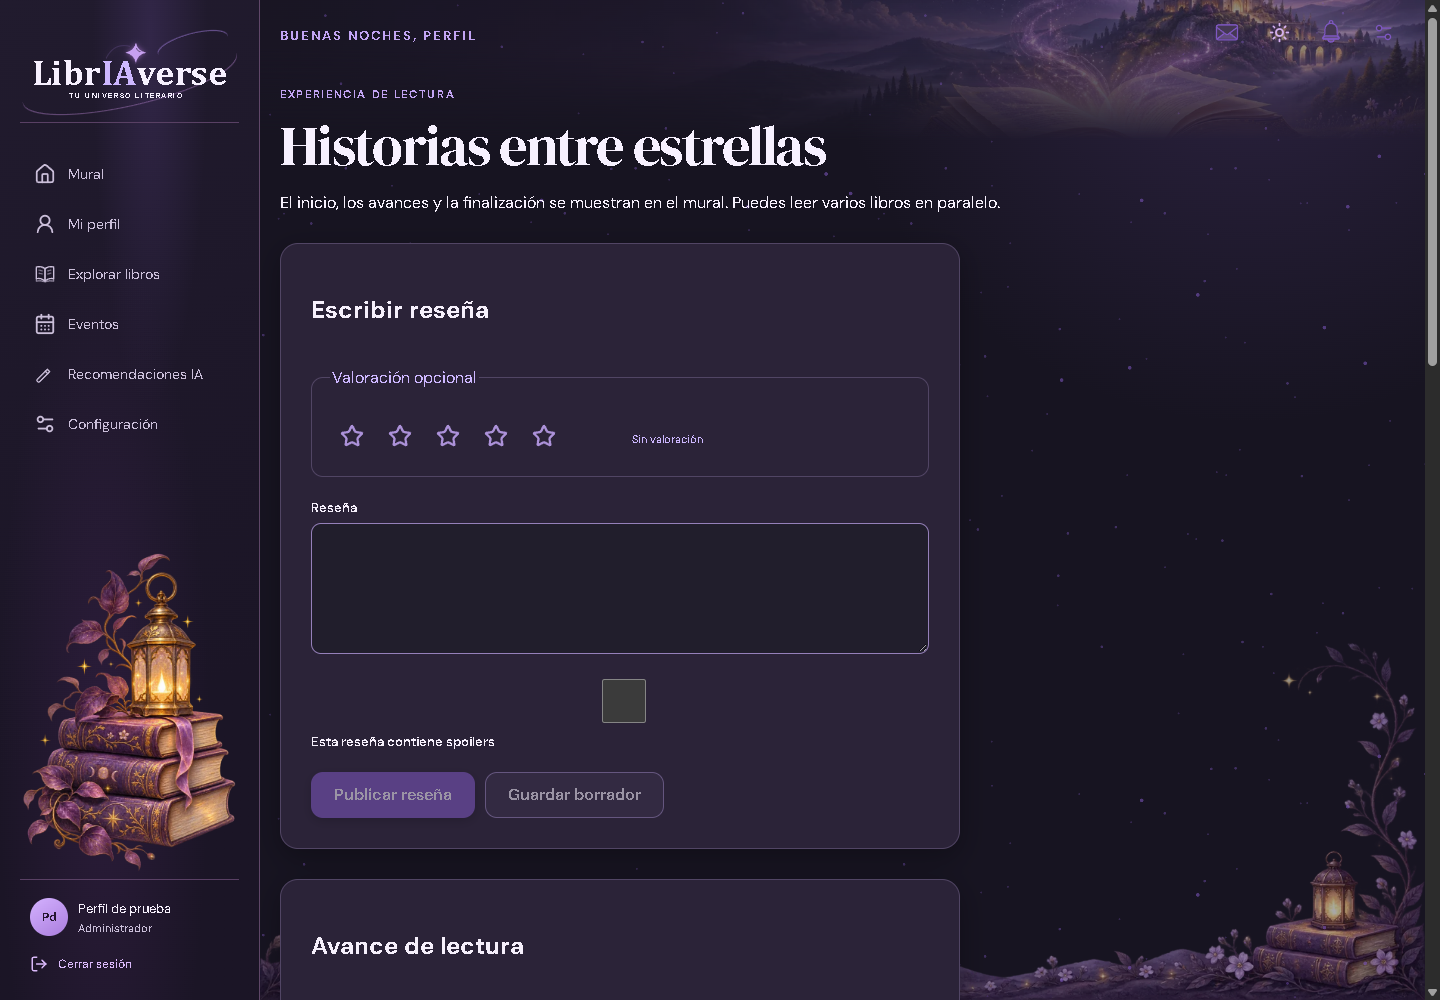 LibrIAverse
TU UNIVERSO LITERARIO
Mural
Mi perfil
Explorar libros
Eventos
Recomendaciones IA
Configuración
Pd
Perfil de prueba
Administrador
Cerrar sesión
BUENAS NOCHES, PERFIL
EXPERIENCIA DE LECTURA
Historias entre estrellas
El inicio, los avances y la finalización se muestran en el mural. Puedes leer varios libros en paralelo.
Escribir reseña
Valoración opcional
Sin valoración
Reseña
Esta reseña contiene spoilers
Publicar reseña
Guardar borrador
Avance de lectura